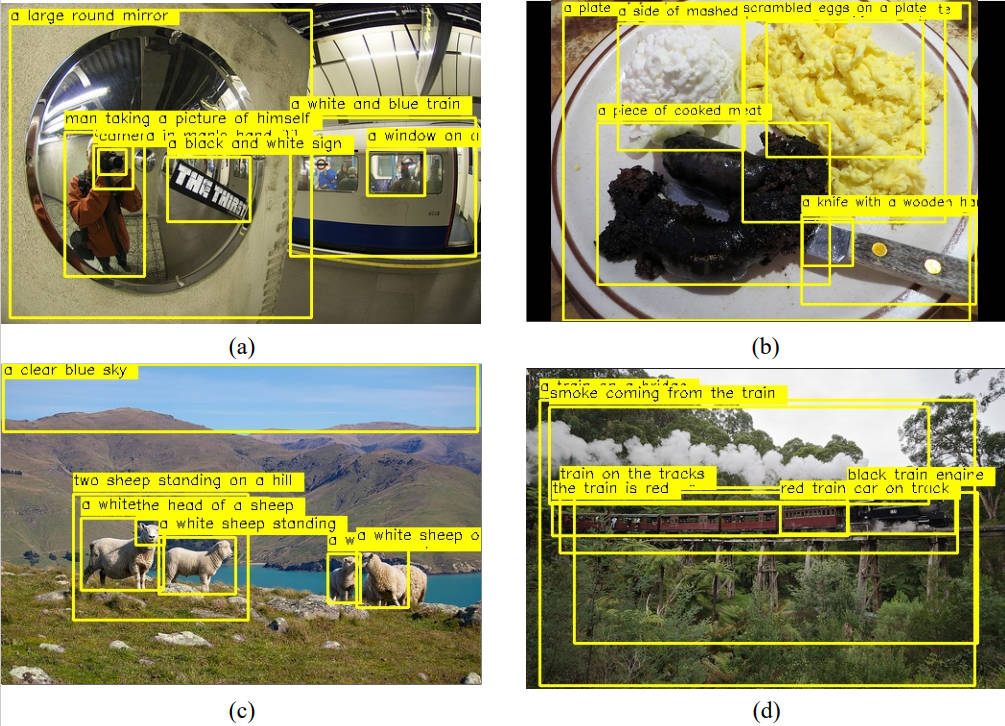 a large round mirror
a white and blue train
man taking a picture of himself
camera in man's hand
a window on a
a black and white sign
THE THIRST
(a)
a plate
a side of mashed
scrambled eggs on a plate
a piece of cooked meat
a knife with a wooden han
(b)
a clear blue sky
two sheep standing on a hill
a white
the head of a sheep
a white sheep standing
a w
a white sheep o
(c)
a train on a bridge
smoke coming from the train
train on the tracks
black train engine
the train is red
red train car on track
(d)